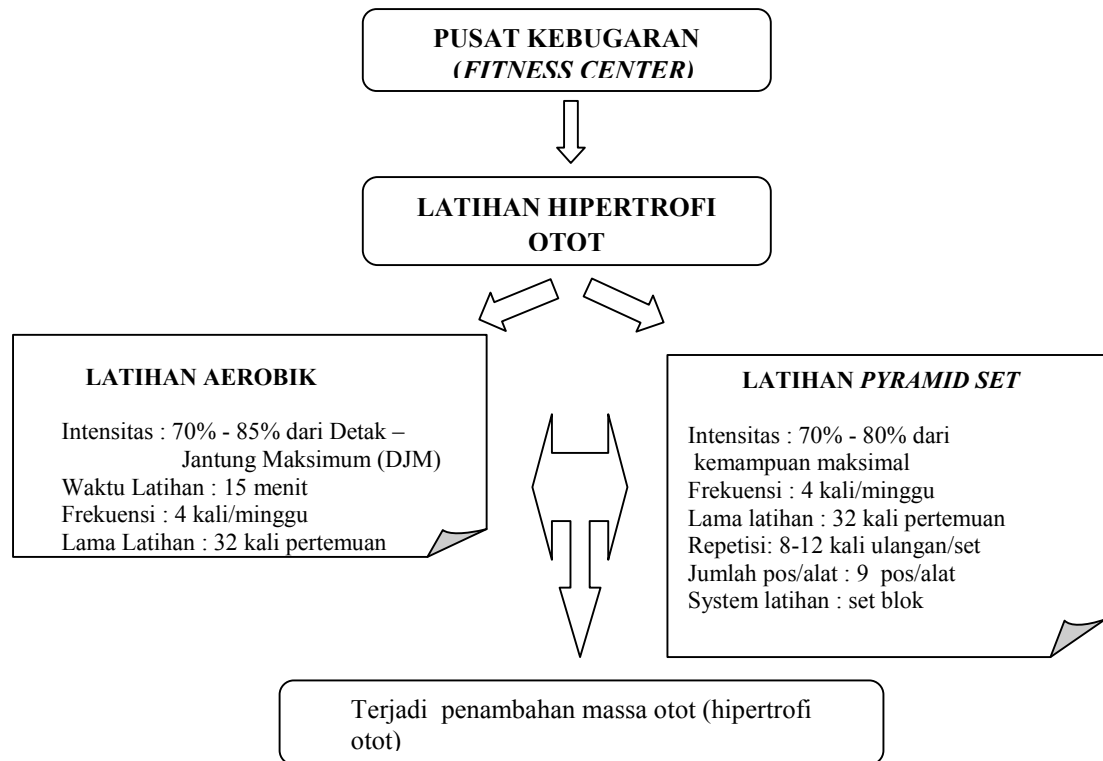 PUSAT KEBUGARAN
(FITNESS CENTER)
LATIHAN HIPERTROFI
OTOT
LATIHAN AEROBIK
Intensitas : 70% - 85% dari Detak –
Jantung Maksimum (DJM)
Waktu Latihan : 15 menit
Frekuensi : 4 kali/minggu
Lama Latihan : 32 kali pertemuan
LATIHAN PYRAMID SET
Intensitas : 70% - 80% dari
kemampuan maksimal
Frekuensi : 4 kali/minggu
Lama latihan : 32 kali pertemuan
Repetisi: 8-12 kali ulangan/set
Jumlah pos/alat : 9 pos/alat
System latihan : set blok
Terjadi penambahan massa otot (hipertrofi
otot)